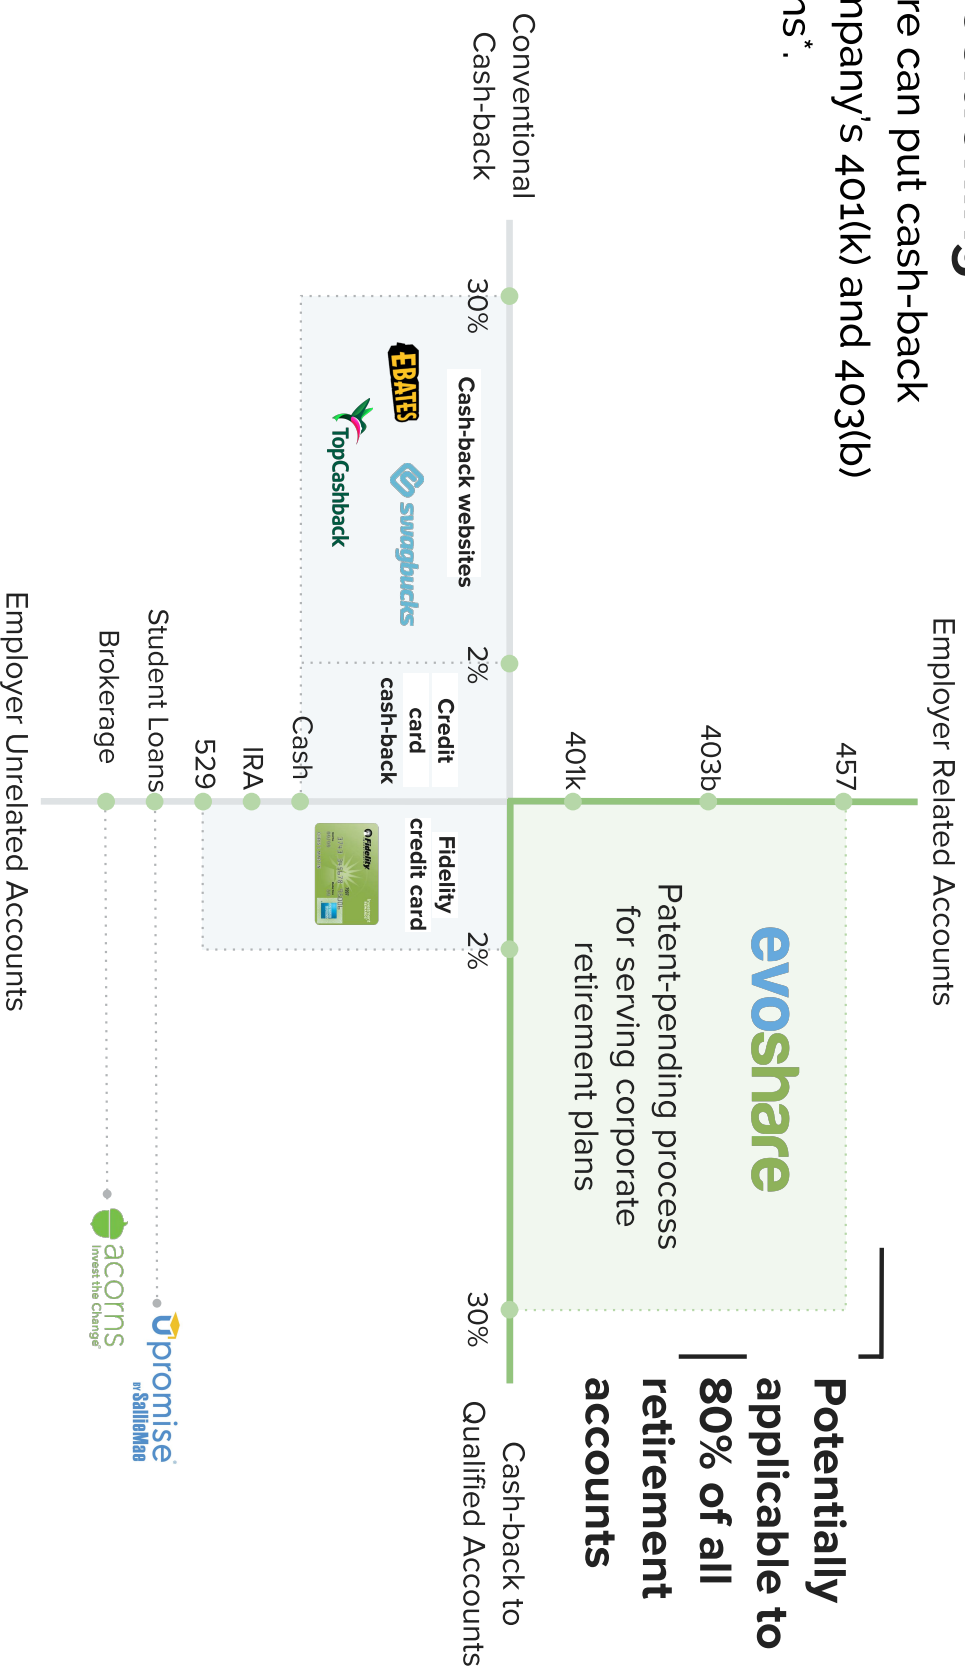 re can put cash-back
mpany's 401(k) and 403(b)
ns*.
Employer Related Accounts
457
403b
401k
evoshare
Patent-pending process
for serving corporate
retirement plans
Potentially
applicable to
80% of all
retirement
accounts
Conventional
Cash-back
30%
2%
2%
30%
Cash-back to
Qualified Accounts
Cash-back websites
EBATES
swagbucks
TopCashback
Credit
card
cash-back
Fidelity
credit card
Fidelity
Cash
IRA
529
Student Loans
Brokerage
Upromise®
BY SallieMae
acorns
Invest the Change®
Employer Unrelated Accounts